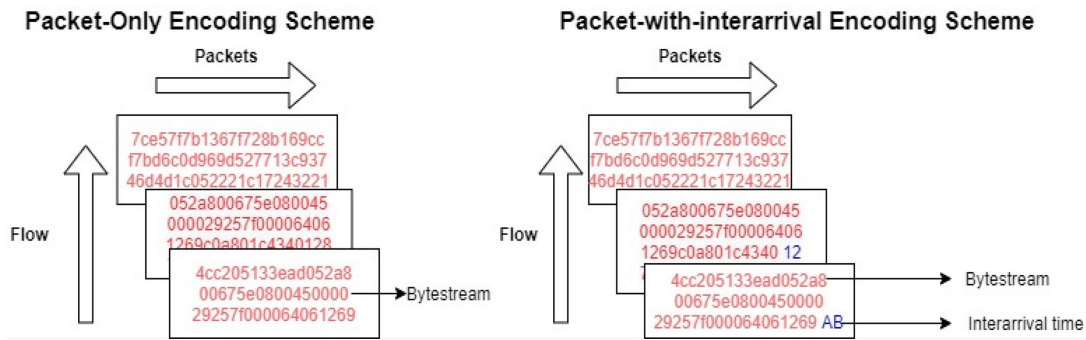 Packet-Only Encoding Scheme
Packets
Flow
7ce57f7b1367f728b169cc
f7bd6c0d969d527713c937
46d4d1c052221c17243221
052a800675e080045
000029257f00006406
1269c0a801c4340128
4cc205133ead052a8
00675e0800450000
29257f000064061269
Bytestream
Packet-with-interarrival Encoding Scheme
Packets
Flow
7ce57f7b1367f728b169cc
f7bd6c0d969d527713c937
46d4d1c052221c17243221
052a800675e080045
000029257f00006406
1269c0a801c4340 12
4cc205133ead052a8
00675e0800450000
29257f000064061269 AB
Bytestream
Interarrival time